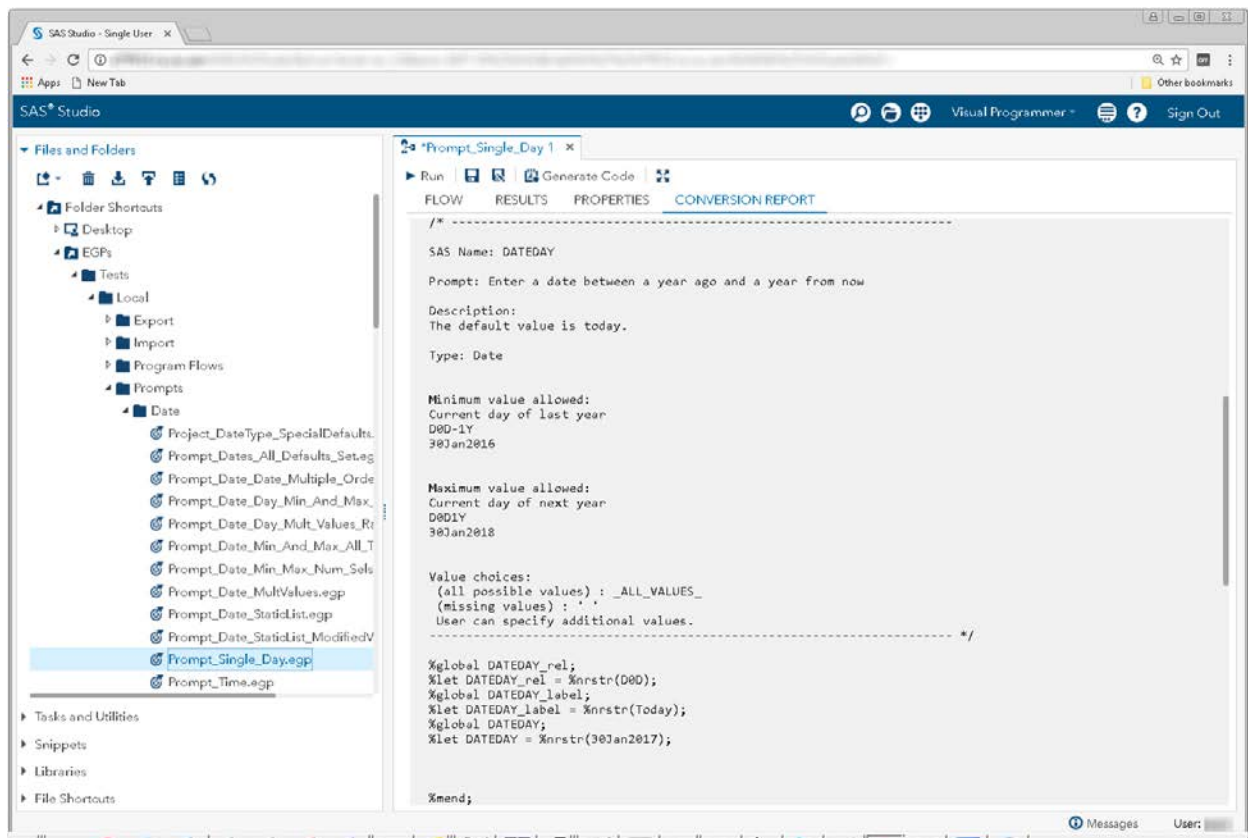 SAS Studio - Single User
Apps New Tab
Other bookmarks
SAS® Studio
Visual Programmer
Sign Out
Files and Folders
Folder Shortcuts
Desktop
EGPs
Tests
Local
Export
Import
Program Flows
Prompts
Date
Project_DateType_SpecialDefaults.
Prompt_Dates_All_Defaults_Set.eg
Prompt_Date_Date_Multiple_Orde
Prompt_Date_Day_Min_And_Max_
Prompt_Date_Day_Mult_Values_Ra
Prompt_Date_Min_And_Max_All_T
Prompt_Date_Min_Max_Num_Sels
Prompt_Date_MultValues.egp
Prompt_Date_StaticList.egp
Prompt_Date_StaticList_ModifiedV
Prompt_Single_Day.egp
Prompt_Time.egp
Tasks and Utilities
Snippets
Libraries
File Shortcuts
*Prompt_Single_Day 1
Run Generate Code
FLOW RESULTS PROPERTIES CONVERSION REPORT
/* ------------------------------------------------------------------------
SAS Name: DATEDAY
Prompt: Enter a date between a year ago and a year from now
Description:
The default value is today.
Type: Date
Minimum value allowed:
Current day of last year
D0D-1Y
30Jan2016
Maximum value allowed:
Current day of next year
D0D1Y
30Jan2018
Value choices:
(all possible values) : _ALL_VALUES_
(missing values) : ' '
User can specify additional values.
--------------------------------------------------------------------------- */
%global DATEDAY_rel;
%let DATEDAY_rel = %nrstr(D0D);
%global DATEDAY_label;
%let DATEDAY_label = %nrstr(Today);
%global DATEDAY;
%let DATEDAY = %nrstr(30Jan2017);
%mend;
Messages User: